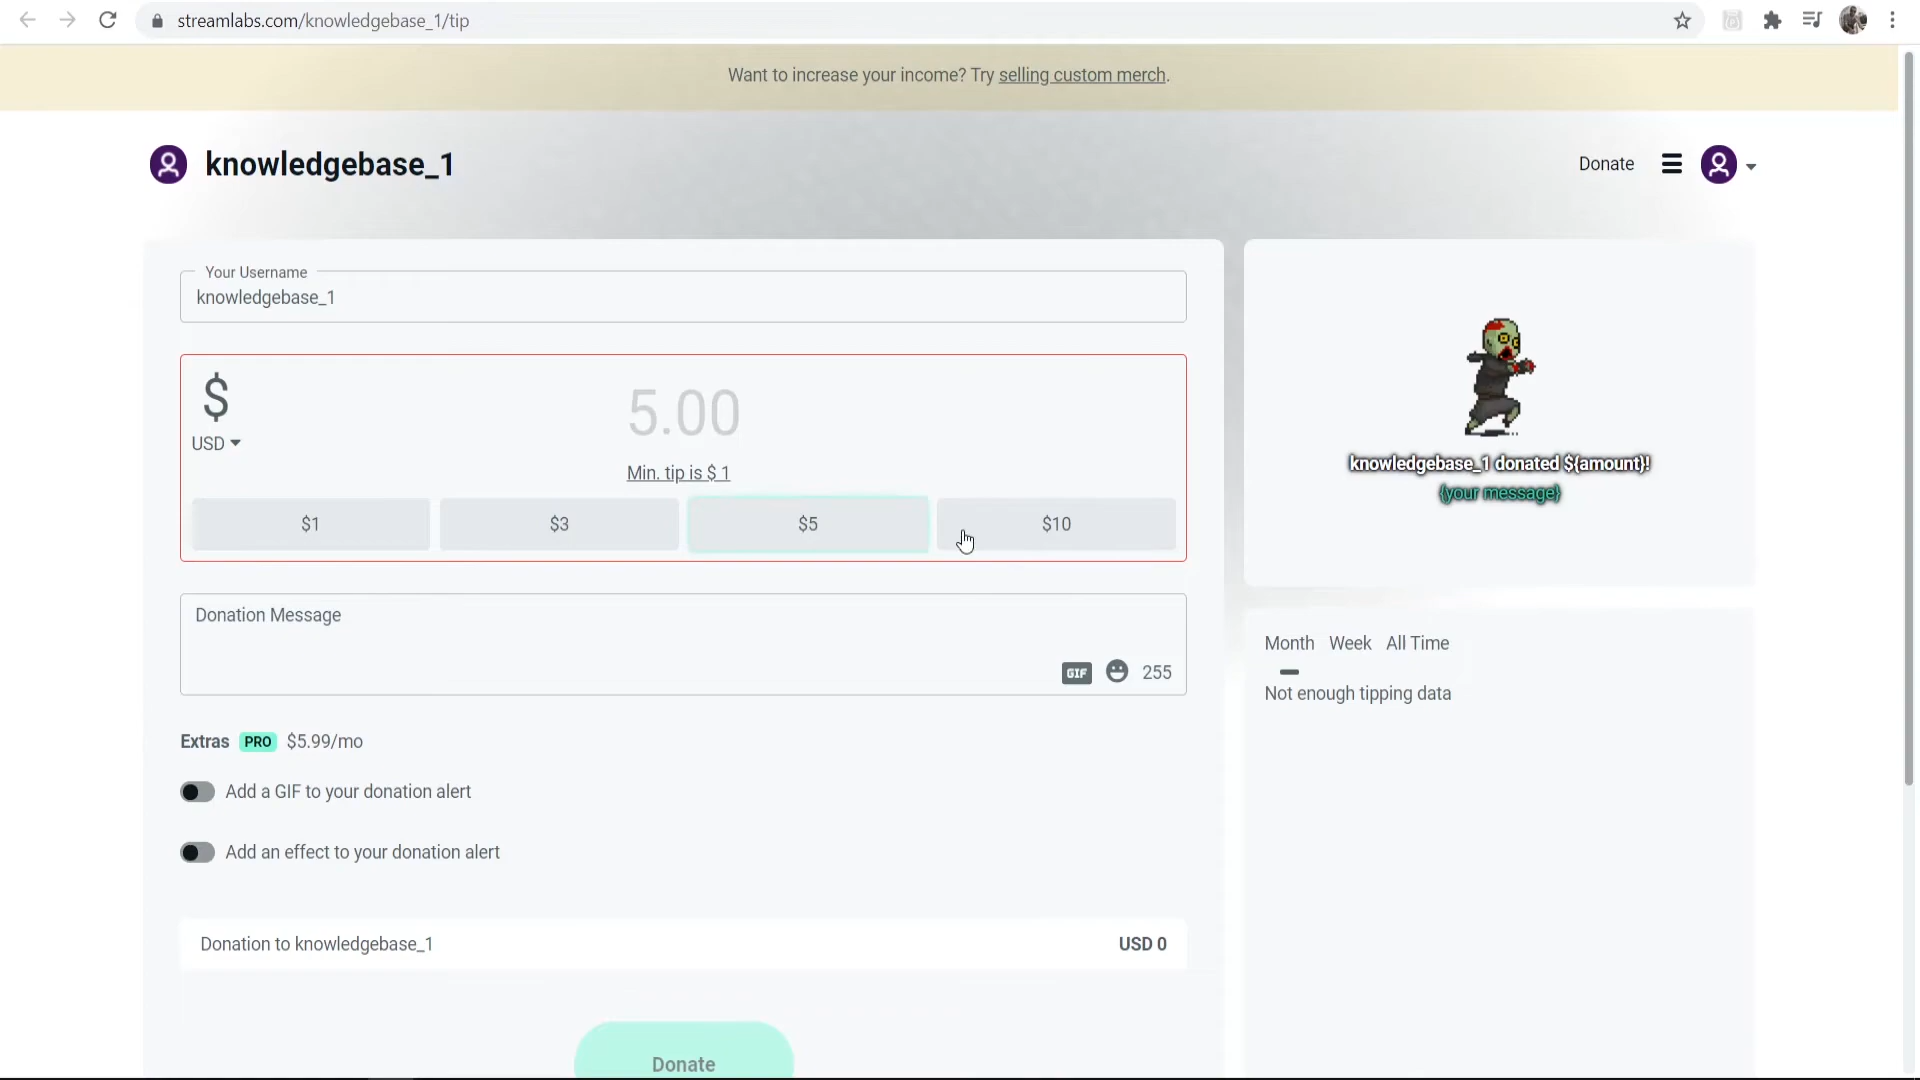 streamlabs.com/knowledgebase_1/tip
Want to increase your income? Try selling custom merch.
knowledgebase_1
Donate
Your Username
knowledgebase_1
$
USD
5.00
Min. tip is $ 1
$1
$3
$5
$10
Donation Message
GIF
255
Extras PRO $5.99/mo
Add a GIF to your donation alert
Add an effect to your donation alert
Donation to knowledgebase_1
USD 0
Donate
knowledgebase_1 donated ${amount}!
{your message}
Month Week All Time
Not enough tipping data